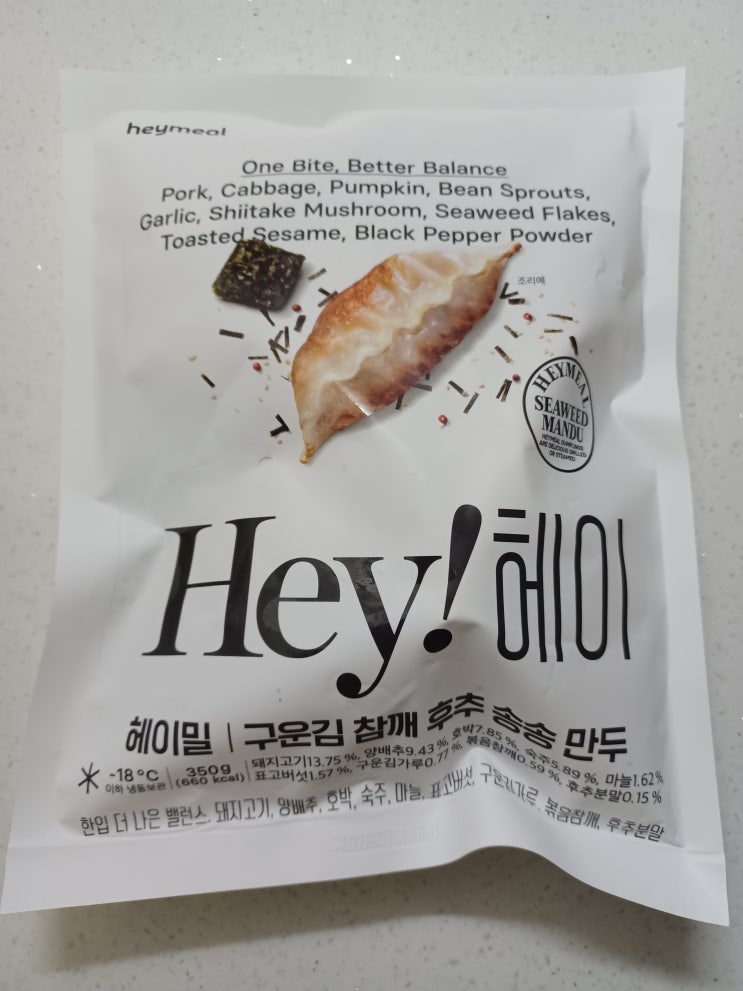 heymeal
One Bite, Better Balance
Pork, Cabbage, Pumpkin, Bean Sprouts,
Garlic, Shiitake Mushroom, Seaweed Flakes,
Toasted Sesame, Black Pepper Powder
조리예
HEYMEAL
SEAWEED
MANDU
HEYMEAL DUMPLINGS
ARE DELICIOUS GRILLED
OR STEAMED
Hey! 헤이
헤이밀 | 구운김 참깨 후추 송송 만두
-18°C
이하 냉동보관
350g
(660 kcal)
돼지고기13.75 %, 양배추9.43 %, 호박7.85 %, 숙주5.89 %, 마늘1.62%
표고버섯1.57 %, 구운김가루0.77 %, 볶음참깨0.59 %, 후추분말0.15 %
한입 더 나은 밸런스. 돼지고기, 양배추, 호박, 숙주, 마늘, 표고버섯, 구운김가루, 볶음참깨, 후추분말